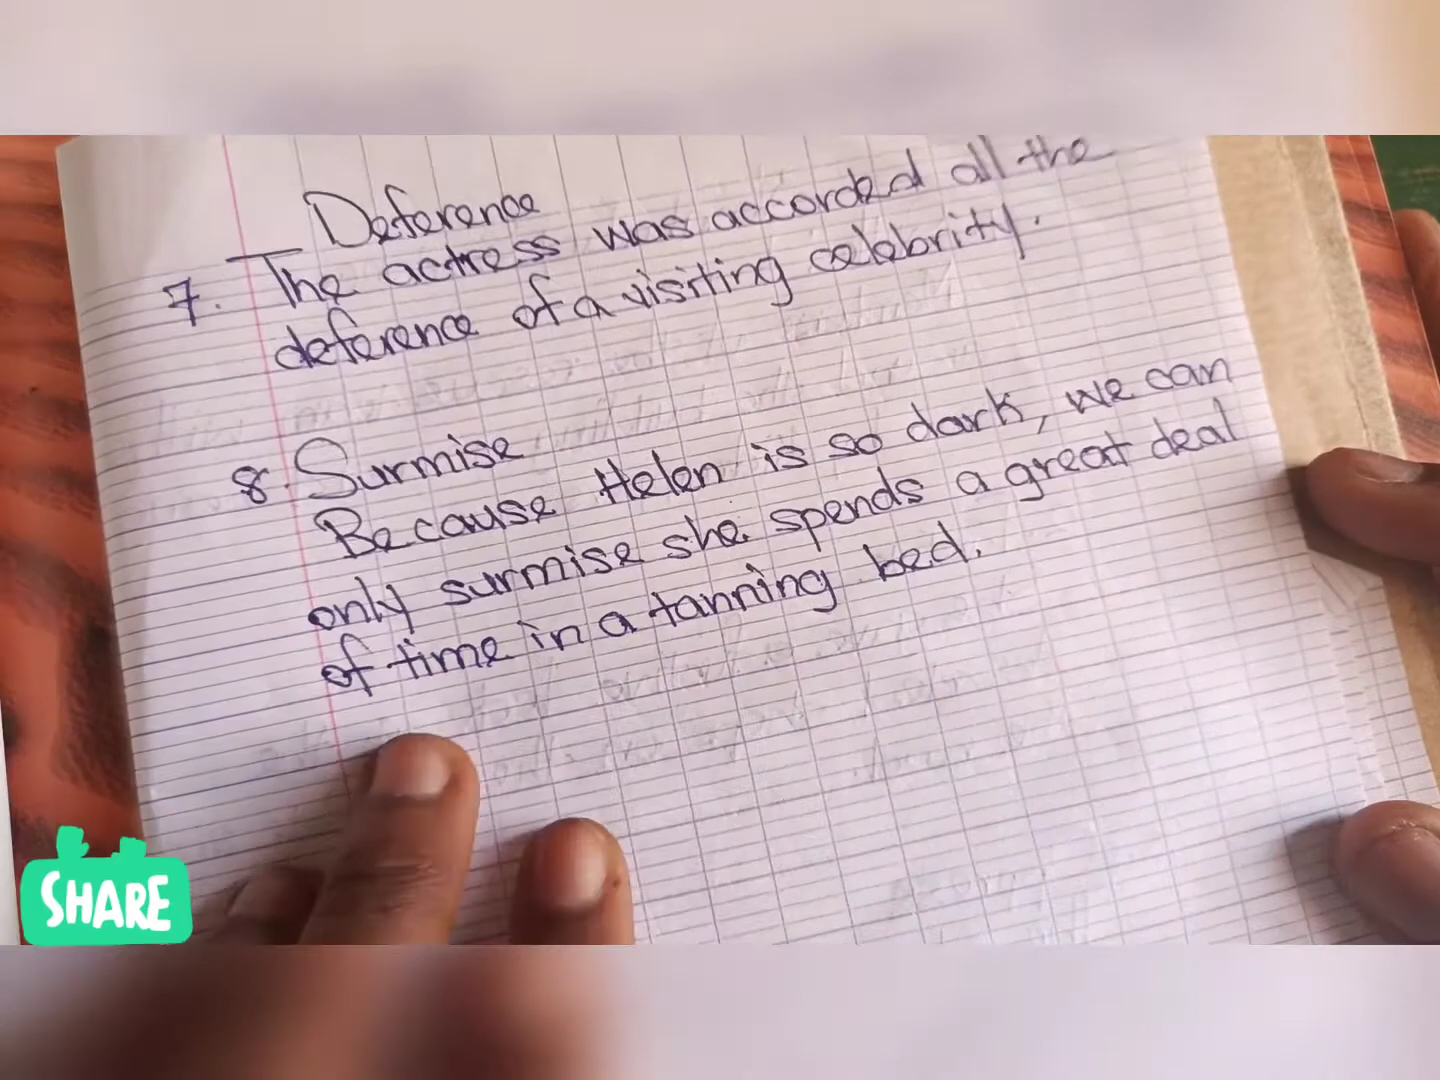 Deference
7. The actress was accorded all the
deference of a visiting celebrity.
8. Surmise
Because Helen is so dark, we can
only surmise she spends a great deal
of time in a tanning bed.
SHARE